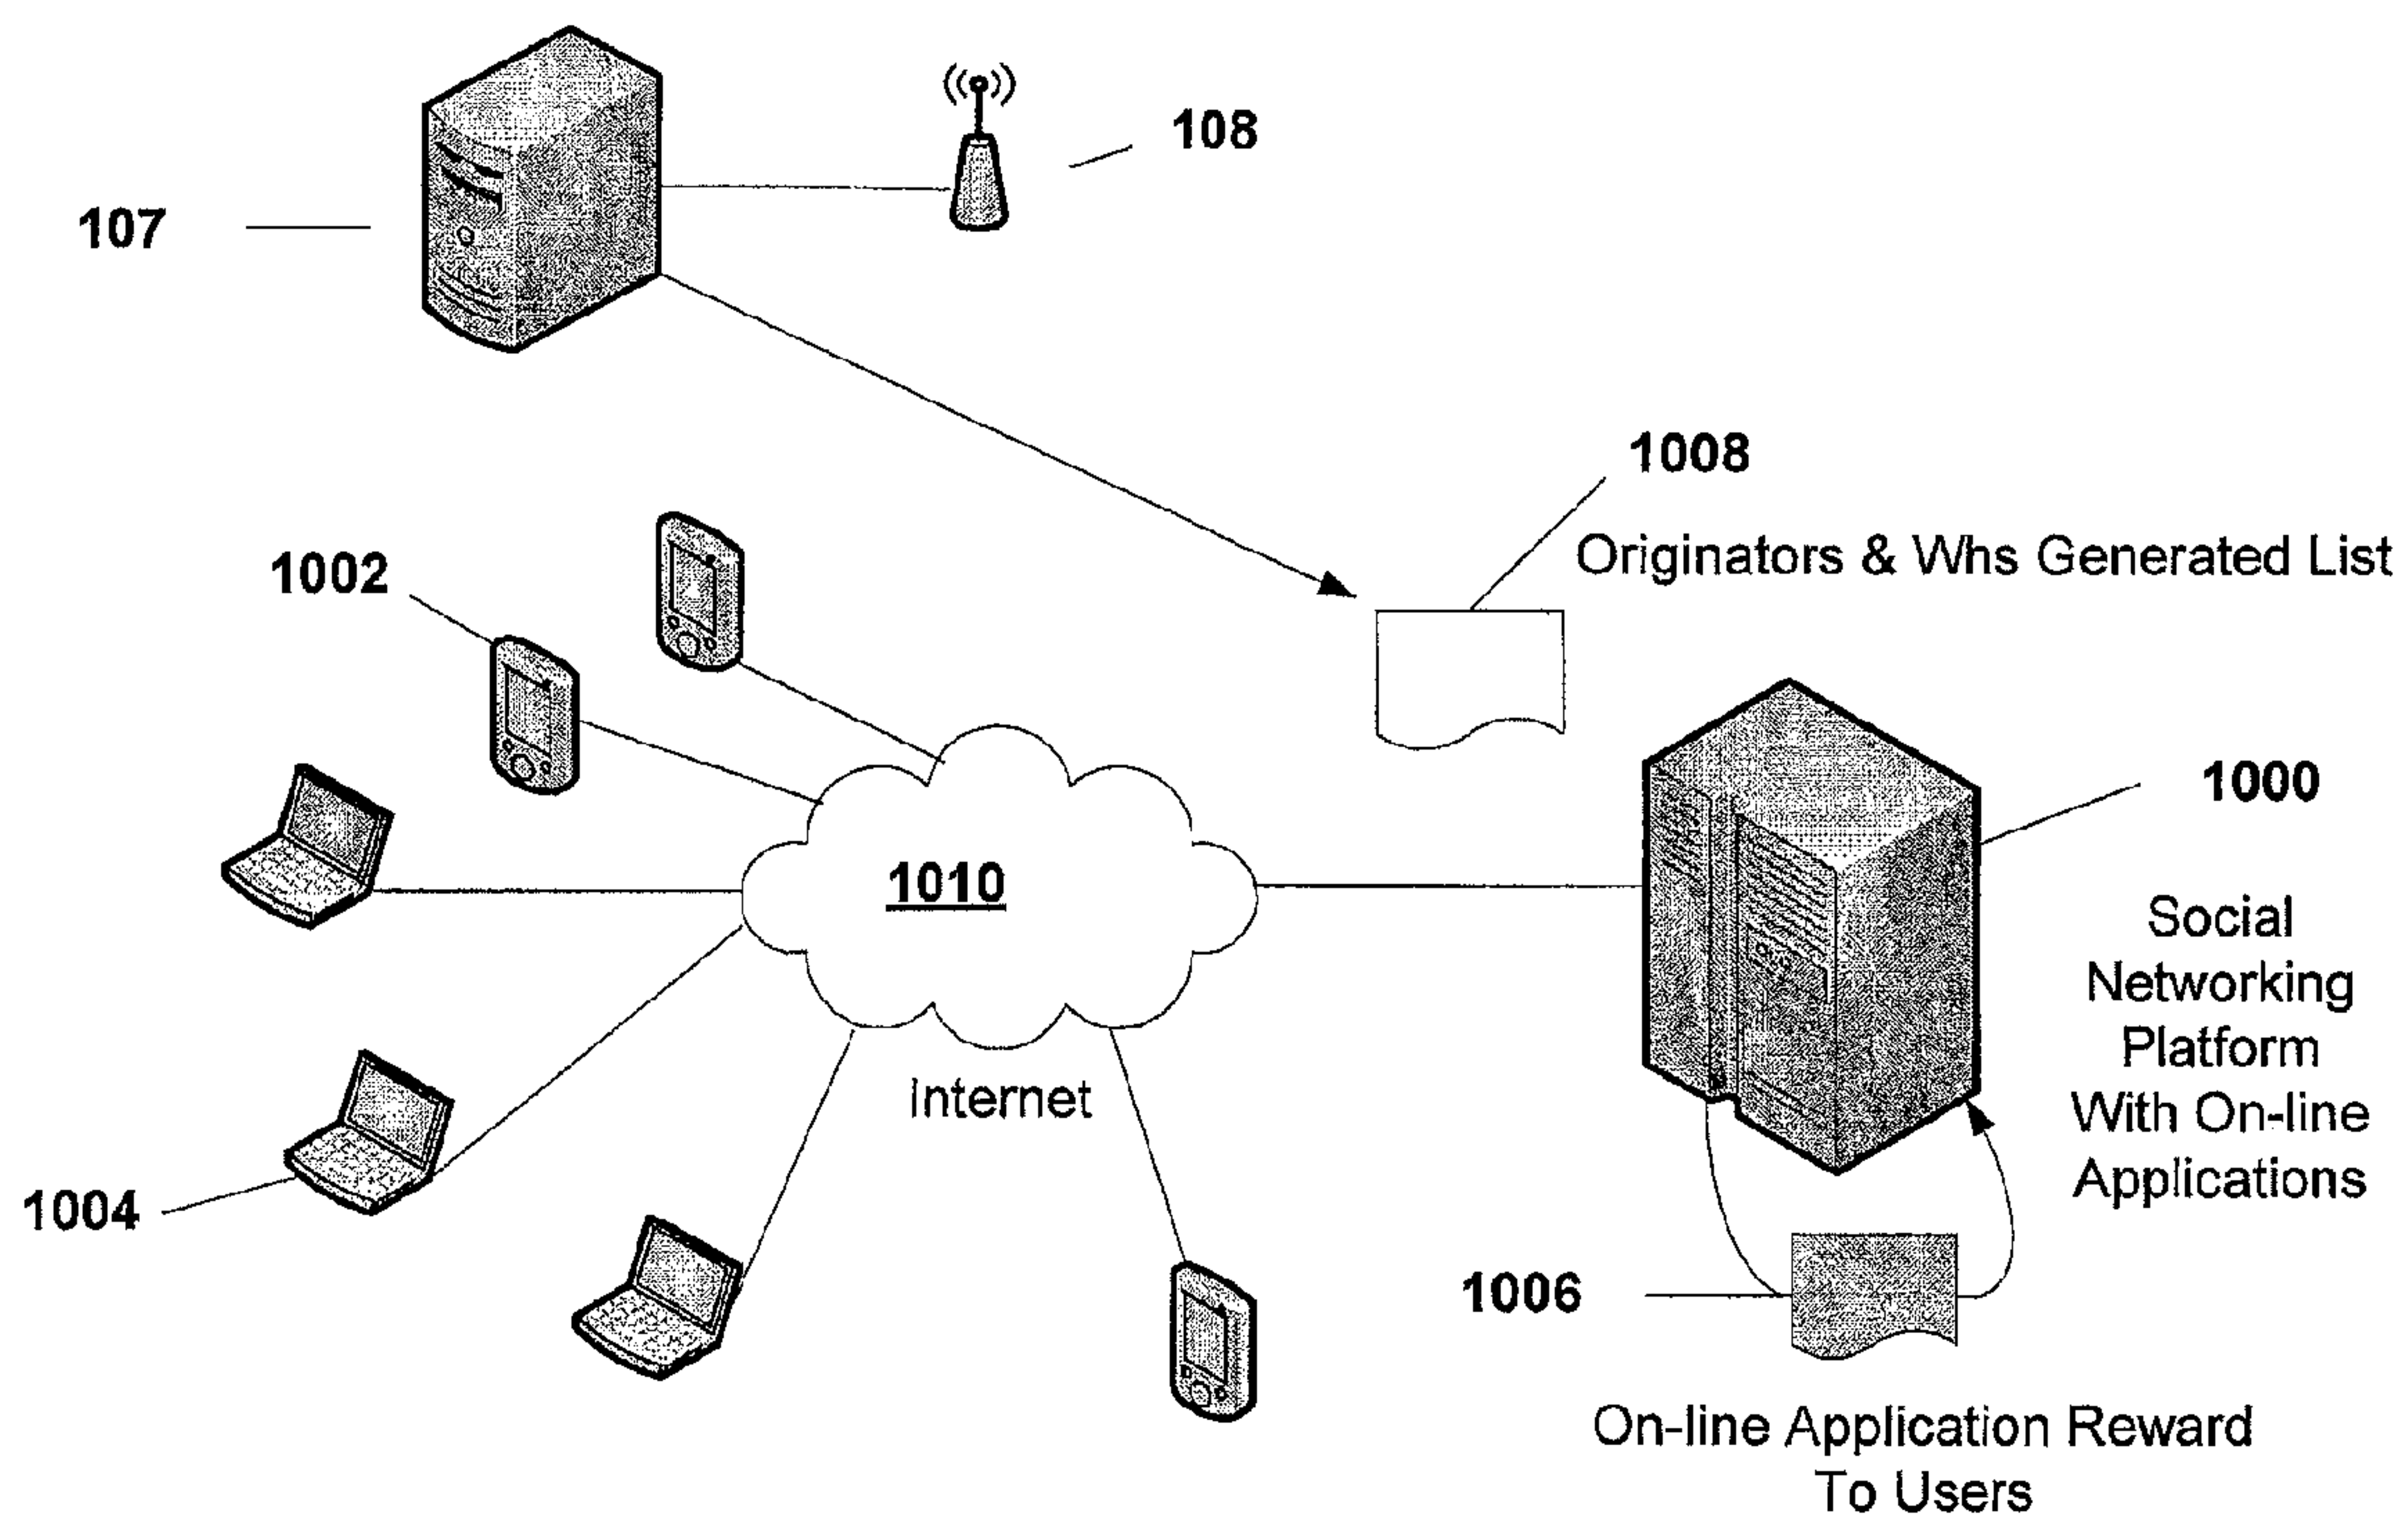 108
107
1008
Originators & Whs Generated List
1002
1000
1010
Social
Networking
Platform
With On-line
Applications
Internet
1004
1006
On-line Application Reward
To Users